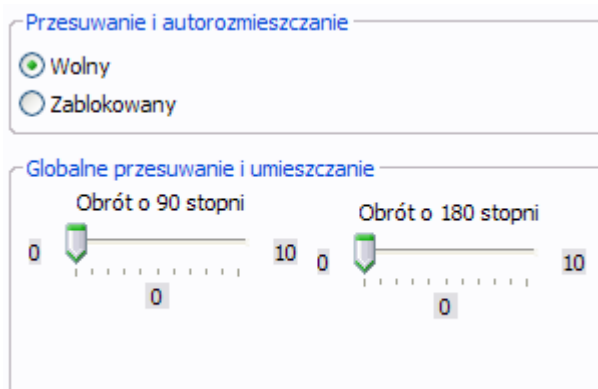 Przesuwanie i autorozmieszczanie
Wolny
Zablokowany
Globalne przesuwanie i umieszczanie
Obrót o 90 stopni
0 10
0
Obrót o 180 stopni
0 10
0